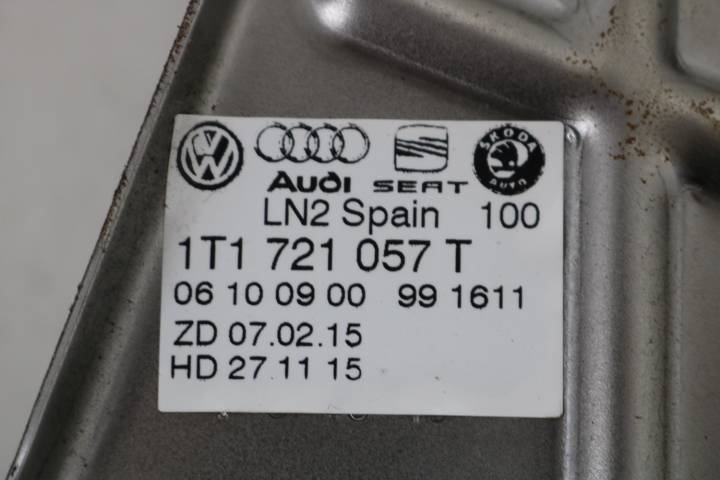 VW
AUDI SEAT ŠKODA AUTO
LN2 Spain 100
1T1 721 057 T
06 10 09 00 99 1611
ZD 07.02.15
HD 27 11 15